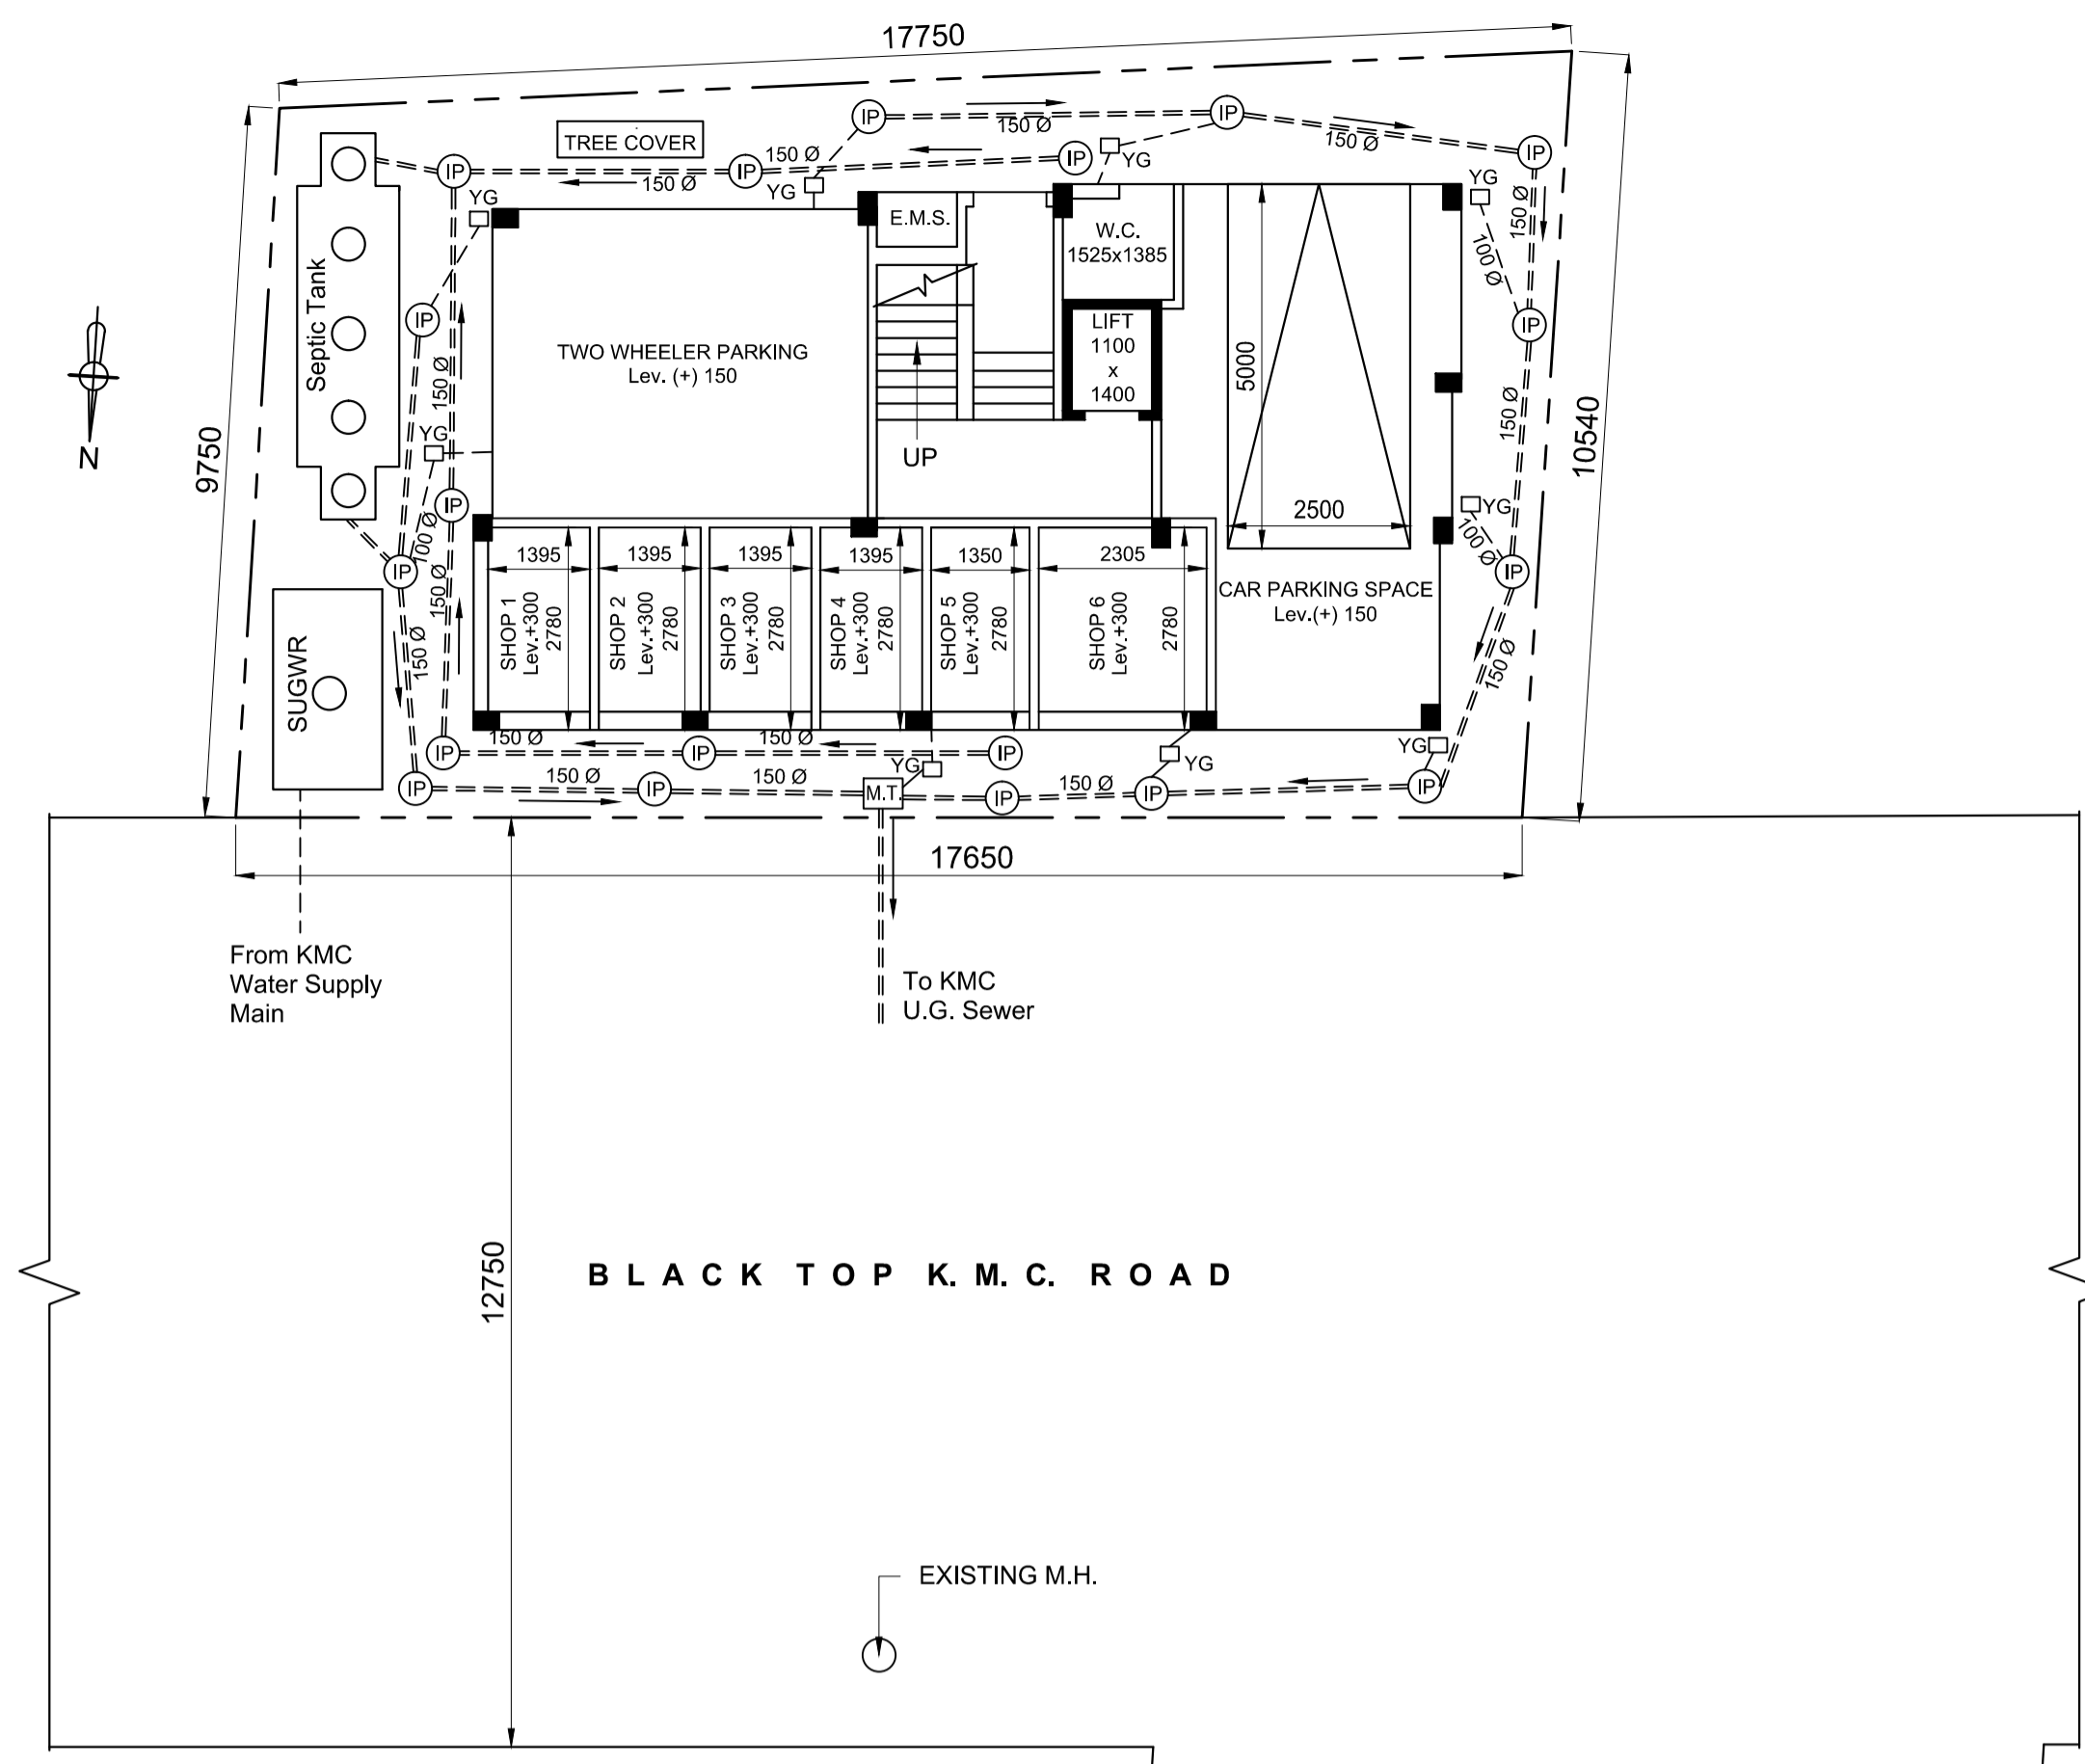 17750
IP
IP
TREE COVER
150 Ø
150 Ø
IP
150 Ø
IP
IP
IP
YG
150 Ø
YG
YG
YG
150 Ø
E.M.S.
W.C.
1525x1385
100 Ø
Septic Tank
IP
IP
LIFT
1100
x
1400
TWO WHEELER PARKING
Lev. (+) 150
5000
150 Ø
150 Ø
9750
10540
N
YG
UP
IP
YG
2500
100 Ø
100 Ø
1395
1395
1395
1395
1350
2305
IP
IP
150 Ø
CAR PARKING SPACE
Lev.(+) 150
SHOP 1
Lev.+300
2780
SHOP 2
Lev.+300
2780
SHOP 3
Lev.+300
2780
SHOP 4
Lev.+300
2780
SHOP 5
Lev.+300
2780
SHOP 6
Lev.+300
2780
150 Ø
150 Ø
SUGWR
150 Ø
150 Ø
IP
IP
IP
YG
YG
YG
150 Ø
150 Ø
150 Ø
IP
IP
M.T.
IP
IP
IP
17650
From KMC
Water Supply
Main
To KMC
U.G. Sewer
12750
BLACK TOP K.M.C. ROAD
EXISTING M.H.